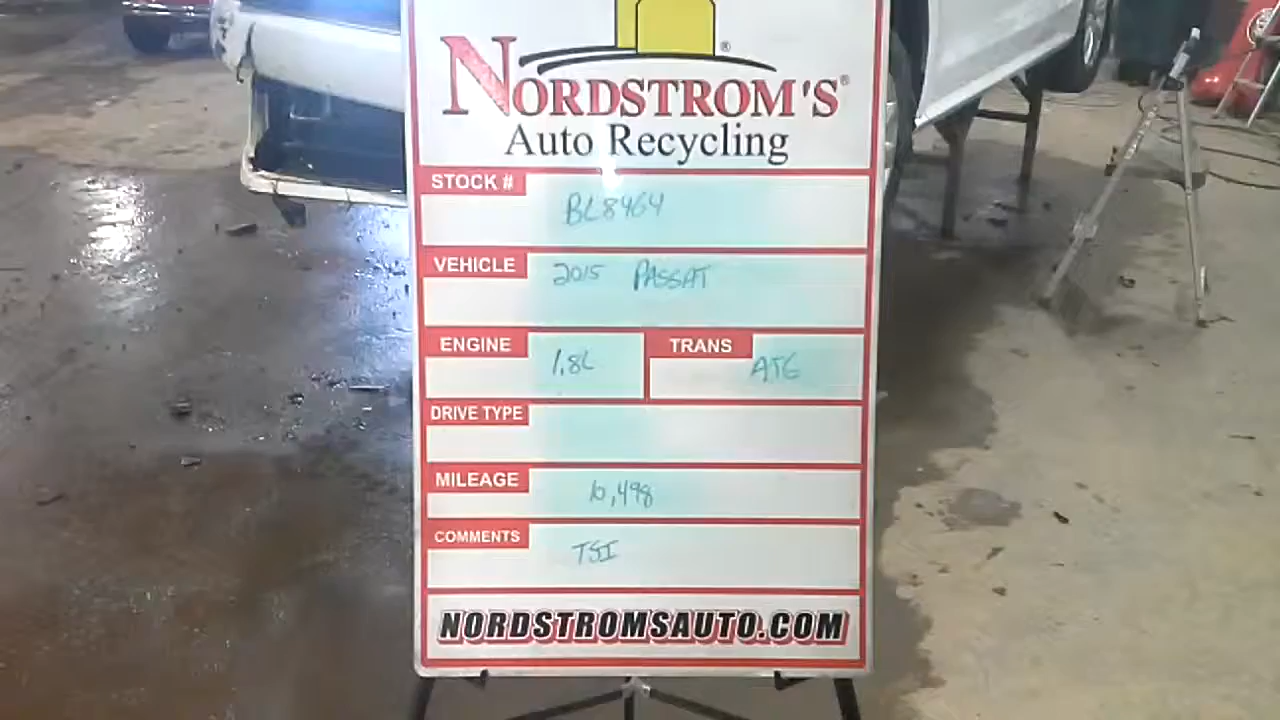 ®
NORDSTROM'S®
Auto Recycling
STOCK # BL8464
VEHICLE 2015 PASSAT
ENGINE 1.8L TRANS AT6
DRIVE TYPE
MILEAGE 10,498
COMMENTS TSI
NORDSTROMSAUTO.COM